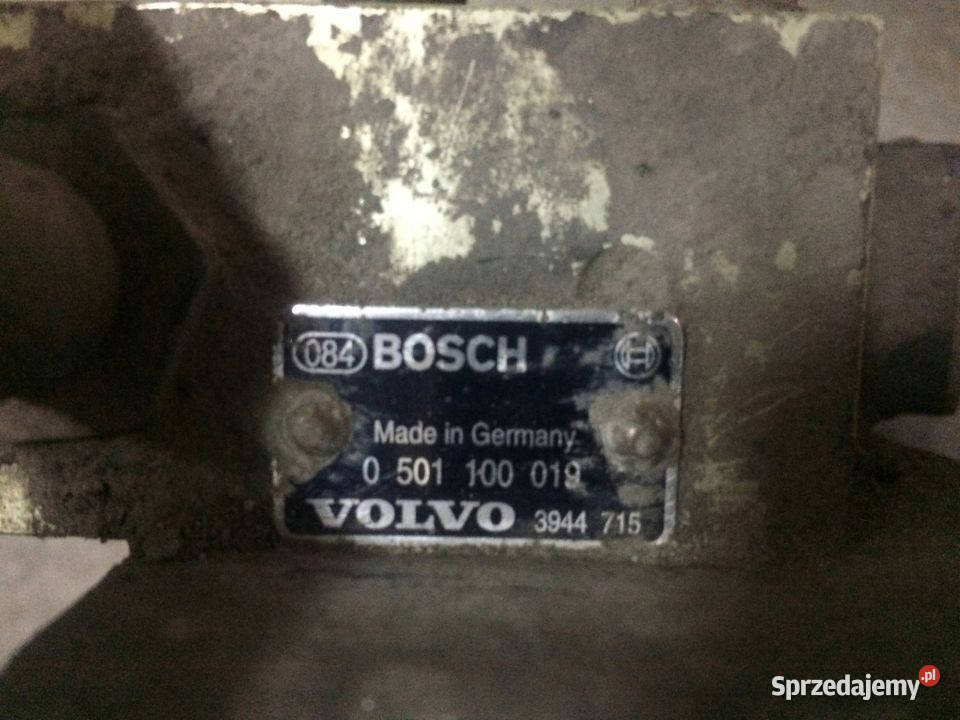 084 BOSCH
Made in Germany
0 501 100 019
VOLVO 3944 715
Sprzedajemy.pl